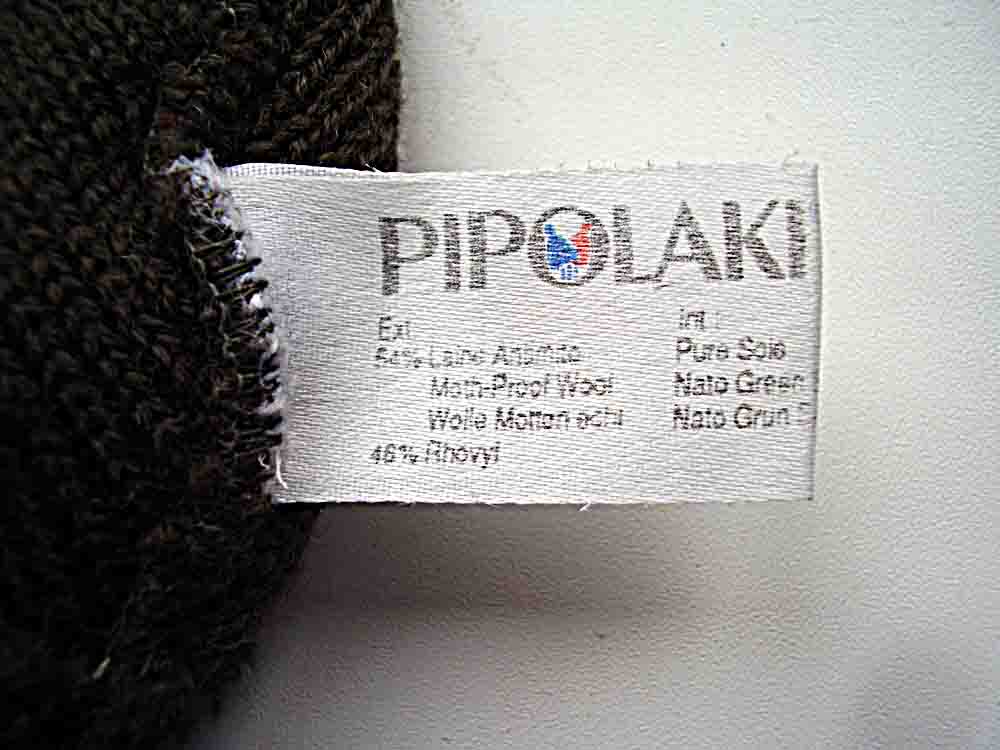 PIPOLAKI
Ext
54% Laine Antimite
Moth-Proof Wool
Wolle Motten echt
46% Rhovyl
Int :
Pure Soie
Nato Green
Nato Grun